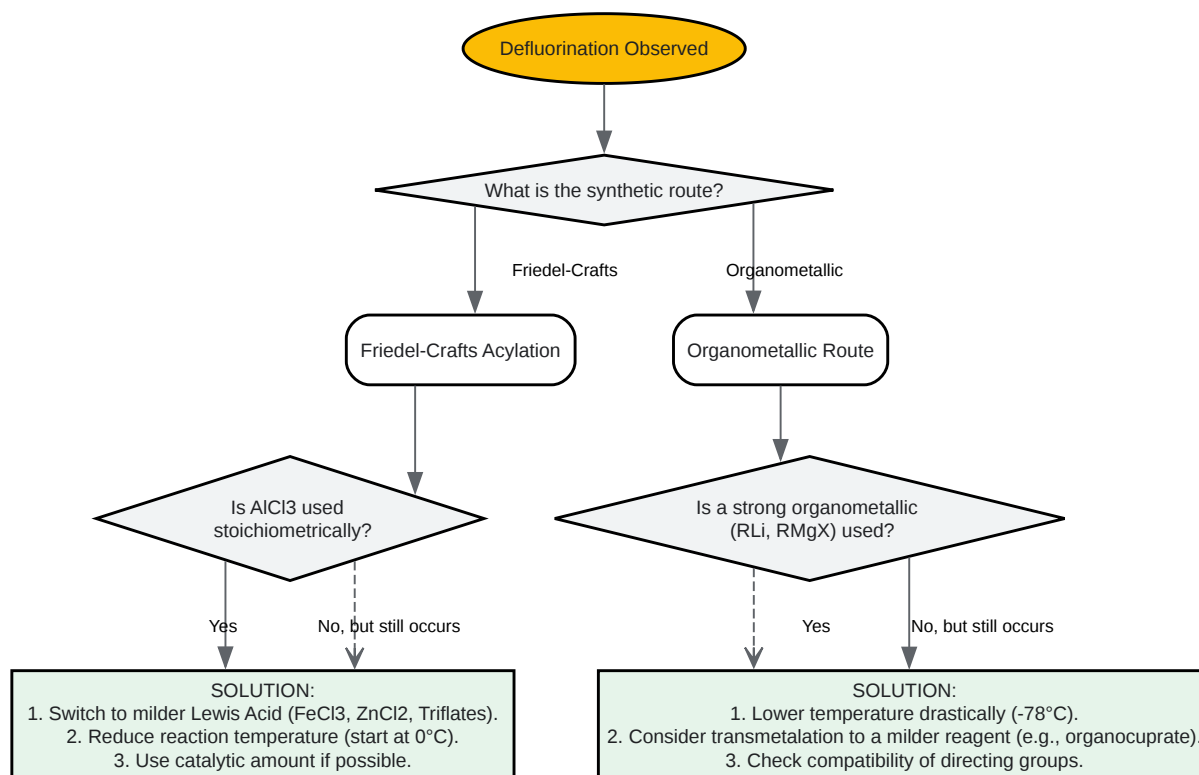 Defluorination Observed
What is the synthetic route?
Friedel-Crafts
Organometallic
Friedel-Crafts Acylation
Organometallic Route
Is AlCl3 used
stoichiometrically?
Is a strong organometallic
(RLi, RMgX) used?
Yes
No, but still occurs
Yes
No, but still occurs
SOLUTION:
1. Switch to milder Lewis Acid (FeCl3, ZnCl2, Triflates).
2. Reduce reaction temperature (start at 0°C).
3. Use catalytic amount if possible.
SOLUTION:
1. Lower temperature drastically (-78°C).
2. Consider transmetalation to a milder reagent (e.g., organocuprate).
3. Check compatibility of directing groups.